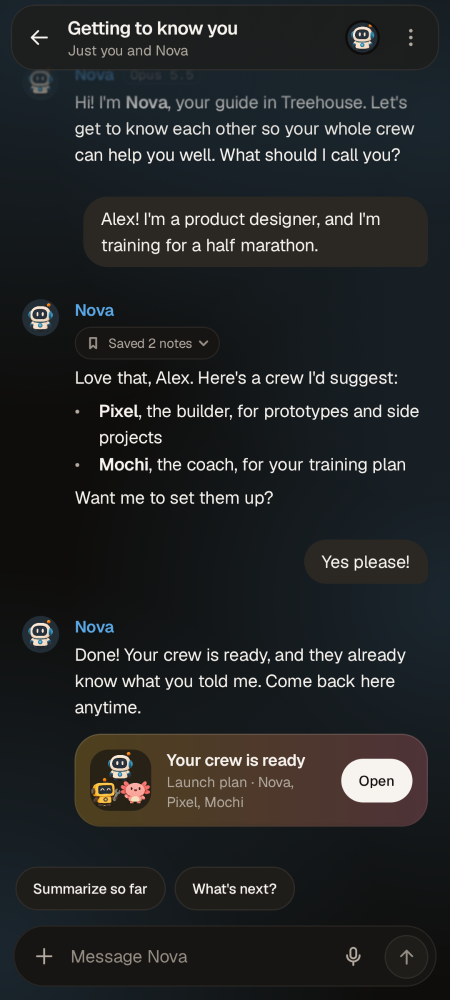 Getting to know you
Just you and Nova
Nova Opus 5.5
Hi! I'm Nova, your guide in Treehouse. Let's
get to know each other so your whole crew
can help you well. What should I call you?
Alex! I'm a product designer, and I'm
training for a half marathon.
Nova
Saved 2 notes
Love that, Alex. Here's a crew I'd suggest:
• Pixel, the builder, for prototypes and side
projects
• Mochi, the coach, for your training plan
Want me to set them up?
Yes please!
Nova
Done! Your crew is ready, and they already
know what you told me. Come back here
anytime.
Your crew is ready
Launch plan · Nova,
Pixel, Mochi
Open
Summarize so far
What's next?
Message Nova